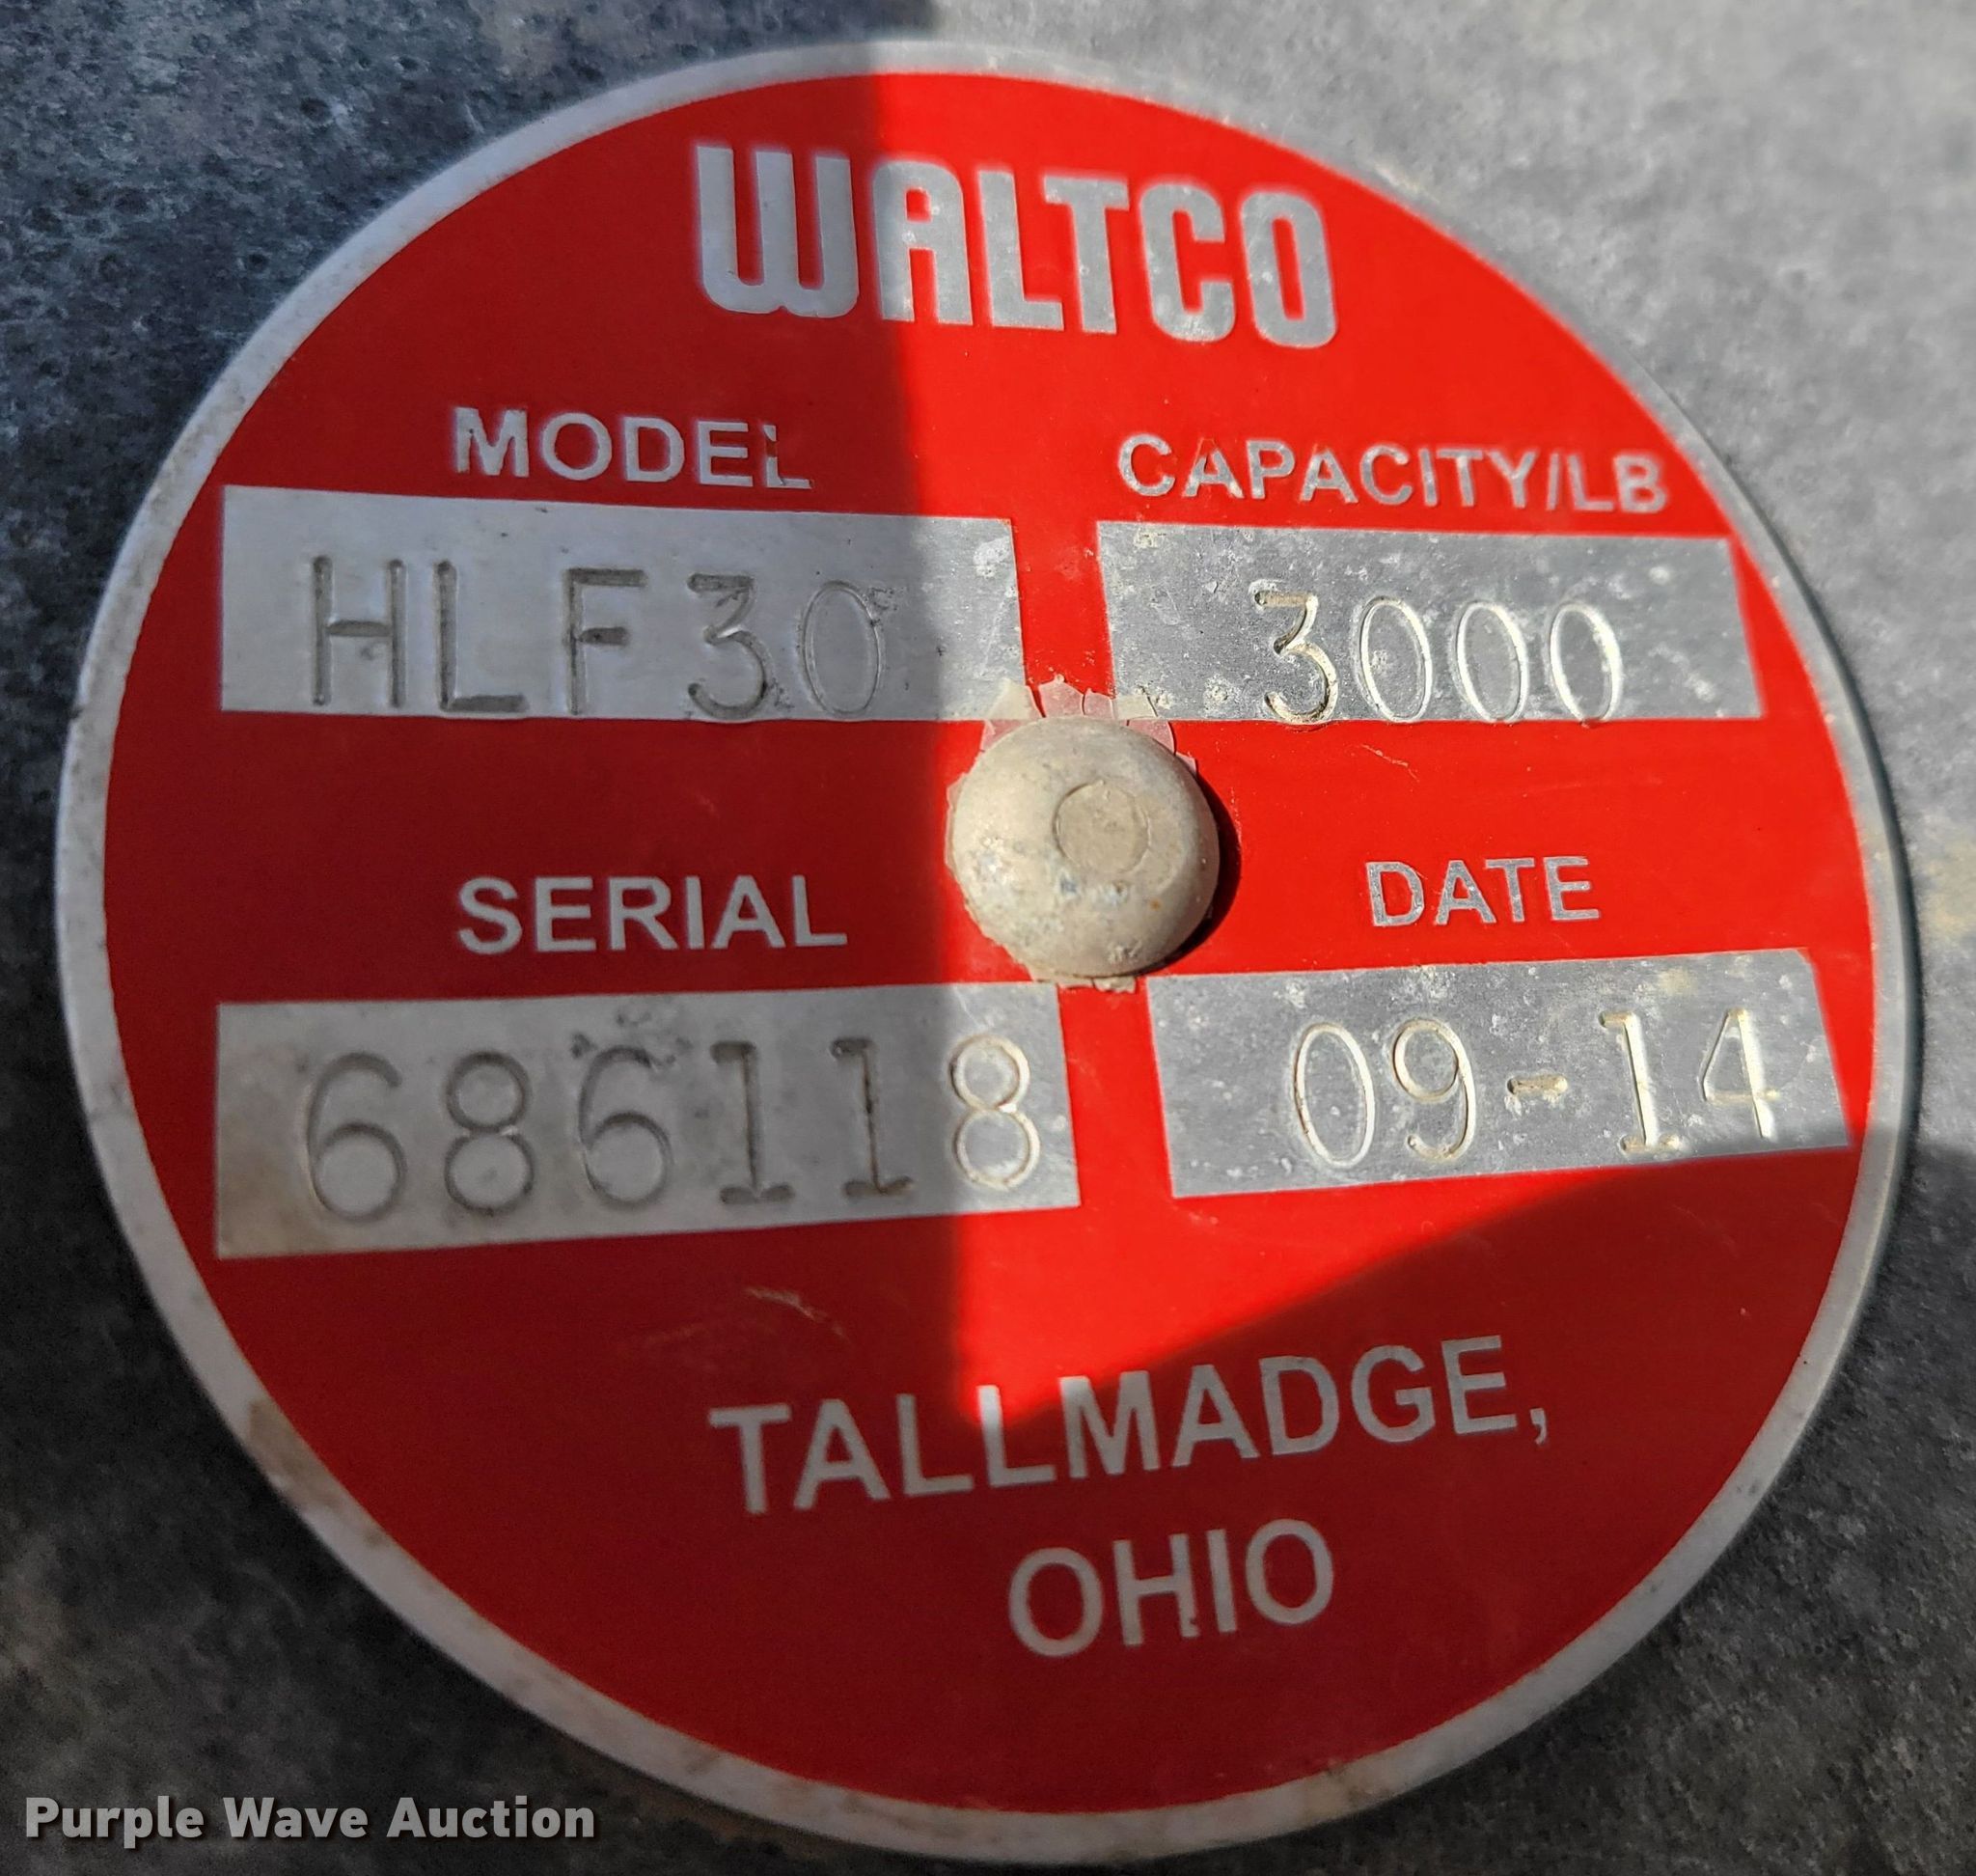 WALTCO
MODEL CAPACITY/LB
HLF30 3000
SERIAL DATE
686118 09-14
TALLMADGE,
OHIO
Purple Wave Auction